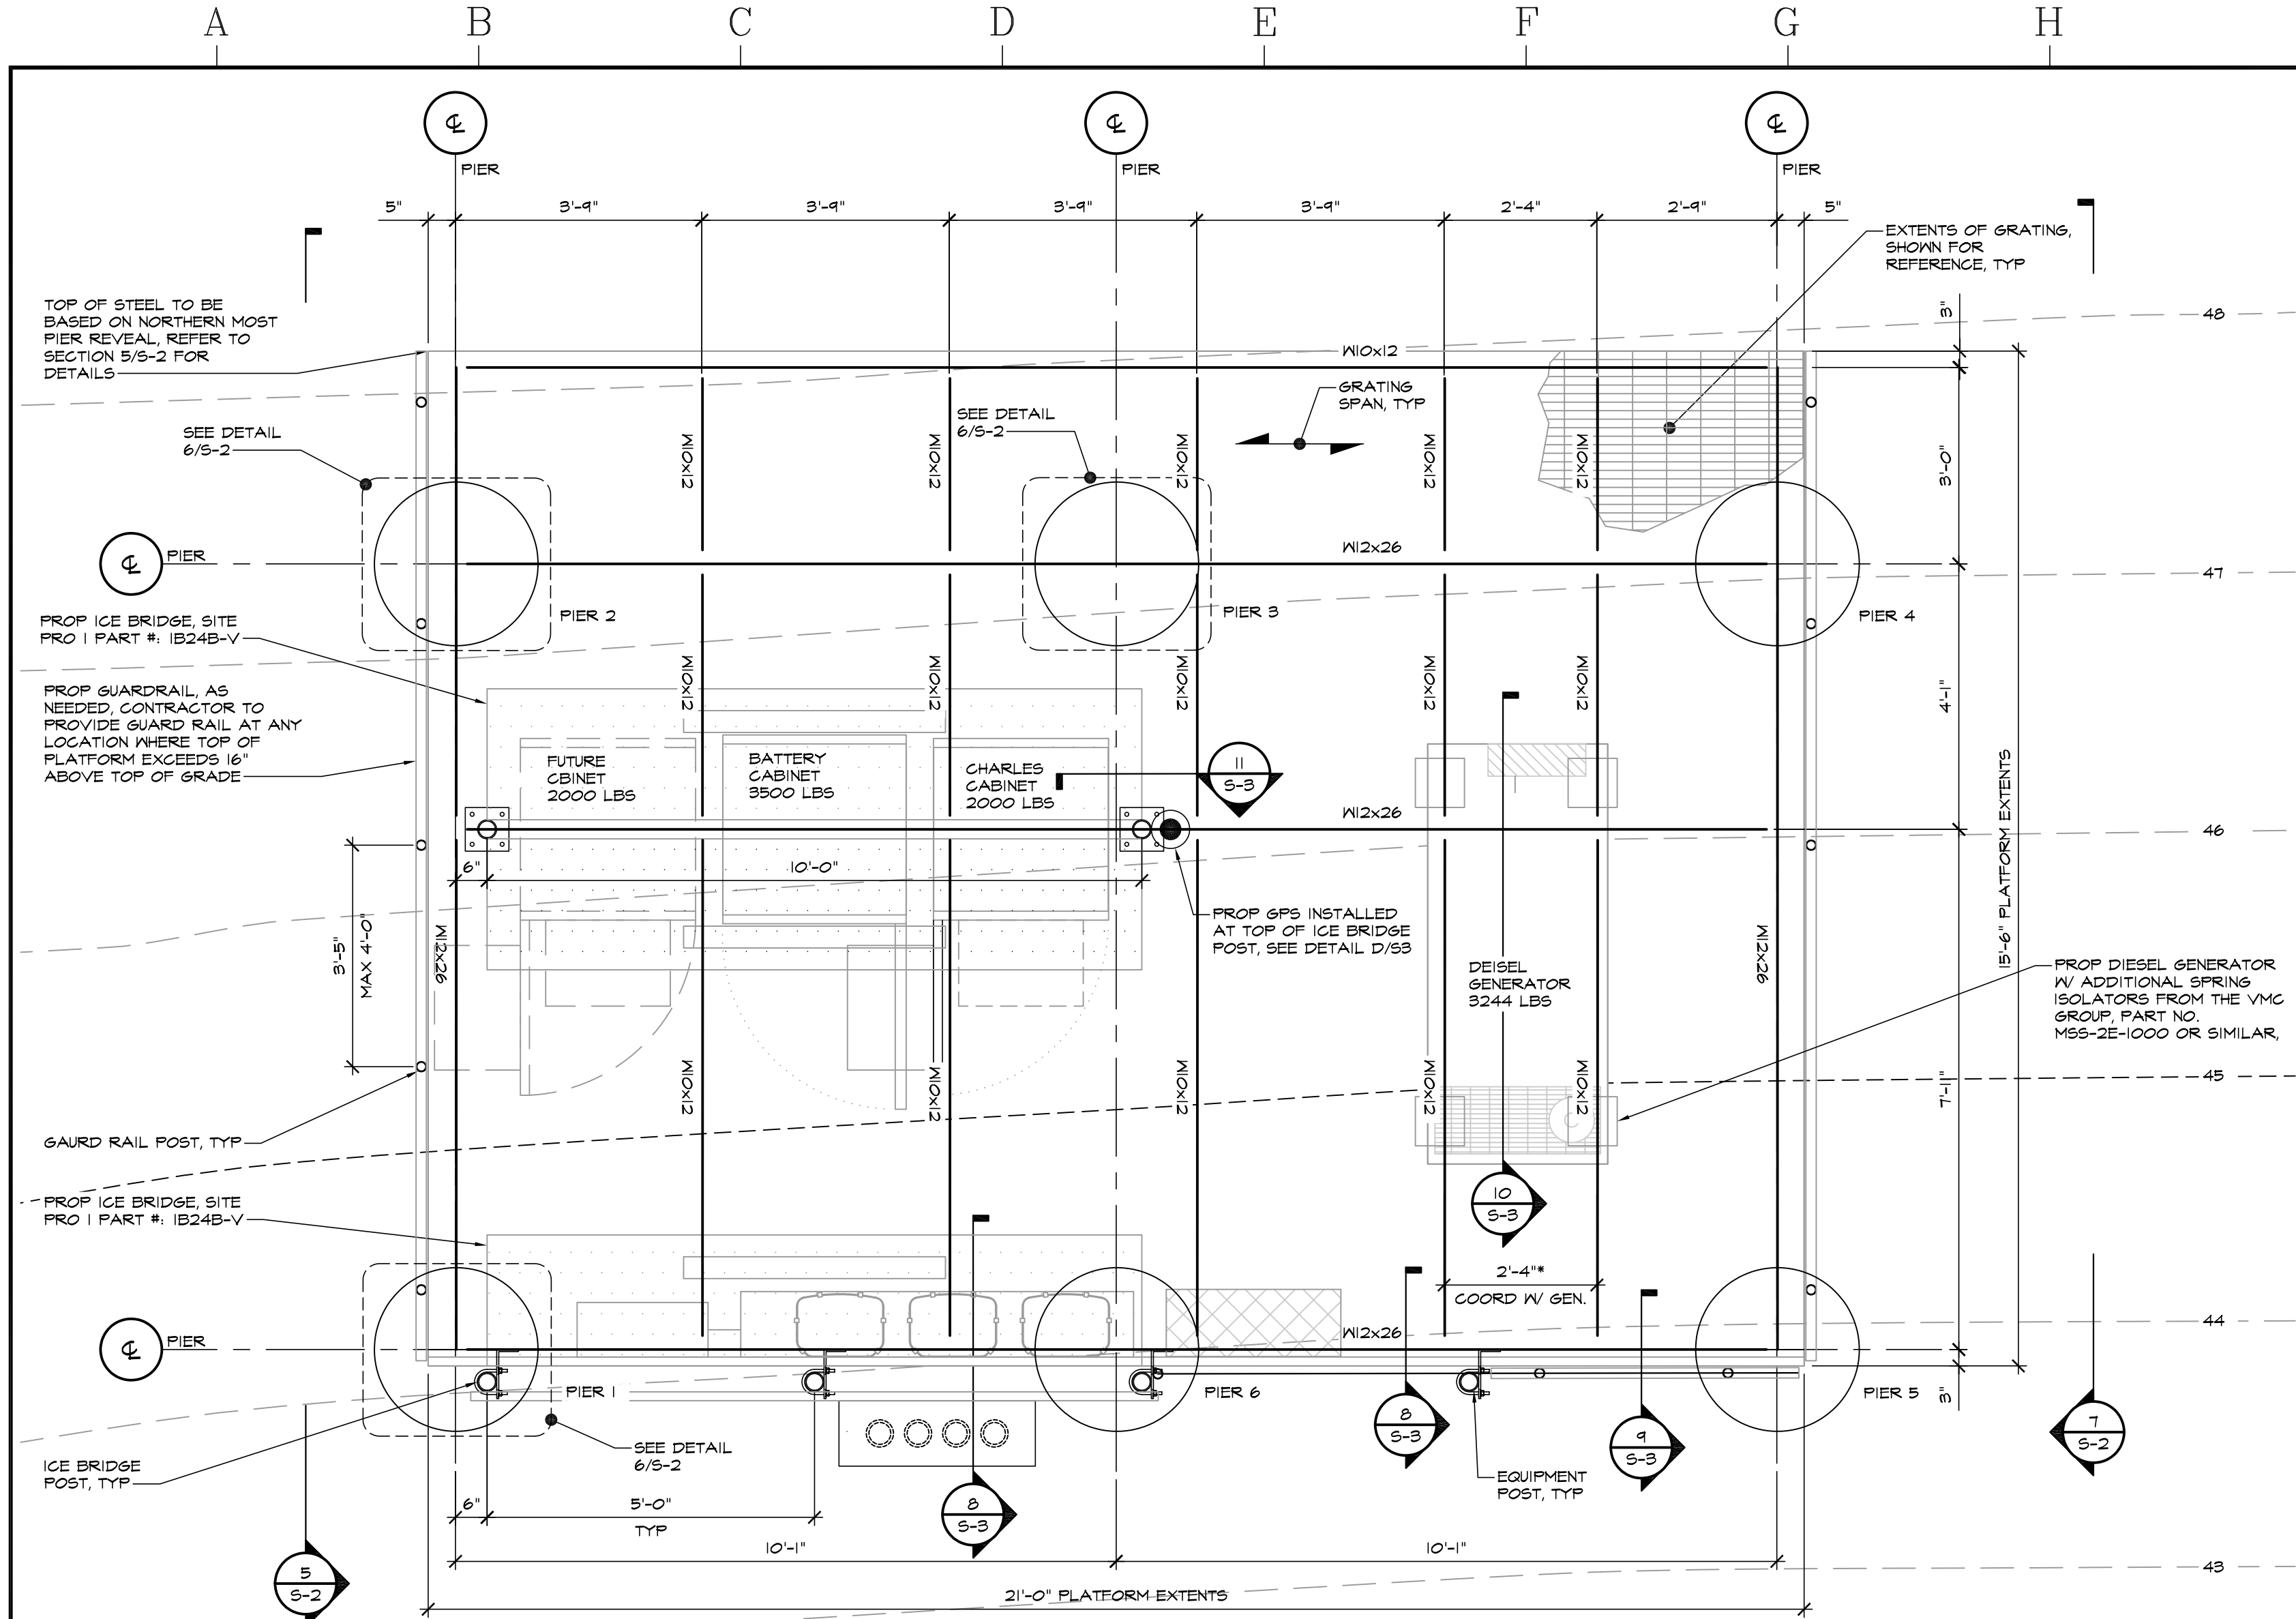 A B C D E F G H
℄ ℄ ℄
PIER PIER PIER
5" 3'-9" 3'-9" 3'-9" 3'-9" 2'-4" 2'-9" 5"
EXTENTS OF GRATING,
SHOWN FOR
REFERENCE, TYP
TOP OF STEEL TO BE
BASED ON NORTHERN MOST
PIER REVEAL, REFER TO
SECTION 5/S-2 FOR
DETAILS
3"
48
W10x12
GRATING
SPAN, TYP
SEE DETAIL
6/S-2
SEE DETAIL
6/S-2
W10x12 W10x12 W10x12 W10x12 W10x12
3'-0"
℄ PIER
W12x26
47
PIER 2
PIER 3
PIER 4
PROP ICE BRIDGE, SITE
PRO 1 PART #: IB24B-V
W10x12 W10x12 W10x12 W10x12 W10x12
4'-1"
PROP GUARDRAIL, AS
NEEDED, CONTRACTOR TO
PROVIDE GUARD RAIL AT ANY
LOCATION WHERE TOP OF
PLATFORM EXCEEDS 16"
ABOVE TOP OF GRADE
FUTURE
CBINET
2000 LBS
BATTERY
CABINET
3500 LBS
CHARLES
CABINET
2000 LBS
11
S-3
W12x26
46
15'-6" PLATFORM EXTENTS
6" 10'-0"
3'-5"
MAX 4'-0"
W12x26
PROP GPS INSTALLED
AT TOP OF ICE BRIDGE
POST, SEE DETAIL D/S3
W12x26
DEISEL
GENERATOR
3244 LBS
PROP DIESEL GENERATOR
W/ ADDITIONAL SPRING
ISOLATORS FROM THE VMC
GROUP, PART NO.
MSS-2E-1000 OR SIMILAR,
W10x12 W10x12 W10x12 W10x12 W10x12
7'-1"
45
GAURD RAIL POST, TYP
PROP ICE BRIDGE, SITE
PRO 1 PART #: IB24B-V
10
S-3
2'-4"*
COORD W/ GEN.
℄ PIER
W12x26
44
PIER 1
PIER 6
PIER 5
3"
8
S-3
9
S-3
7
S-2
SEE DETAIL
6/S-2
ICE BRIDGE
POST, TYP
EQUIPMENT
POST, TYP
6" 5'-0"
TYP
8
S-3
10'-1" 10'-1"
5
S-2
43
21'-0" PLATFORM EXTENTS